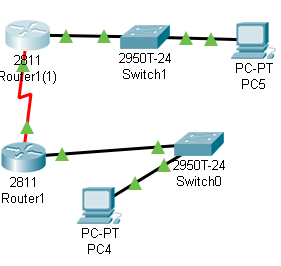 2811
Router1(1)
2950T-24
Switch1
PC-PT
PC5
2811
Router1
2950T-24
Switch0
PC-PT
PC4